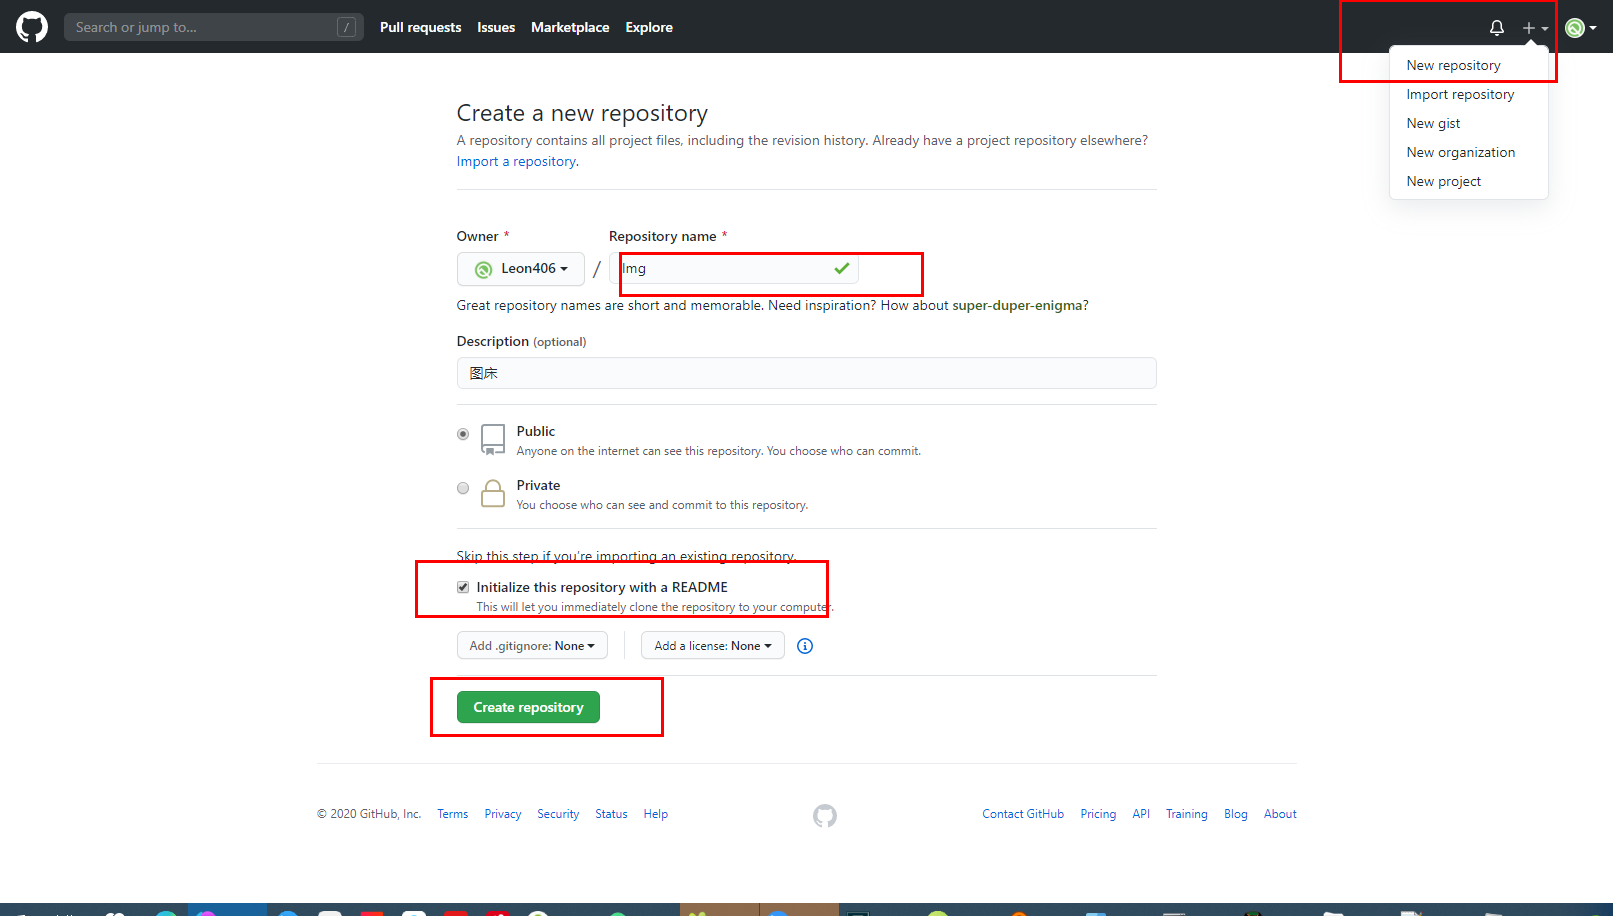 Search or jump to... /
Pull requests Issues Marketplace Explore
New repository
Import repository
New gist
New organization
New project
Create a new repository
A repository contains all project files, including the revision history. Already have a project repository elsewhere?
Import a repository.
Owner * Repository name *
Leon406 / Img
Great repository names are short and memorable. Need inspiration? How about super-duper-enigma?
Description (optional)
图床
Public
Anyone on the internet can see this repository. You choose who can commit.
Private
You choose who can see and commit to this repository.
Skip this step if you're importing an existing repository.
Initialize this repository with a README
This will let you immediately clone the repository to your computer.
Add .gitignore: None Add a license: None
Create repository
© 2020 GitHub, Inc. Terms Privacy Security Status Help Contact GitHub Pricing API Training Blog About